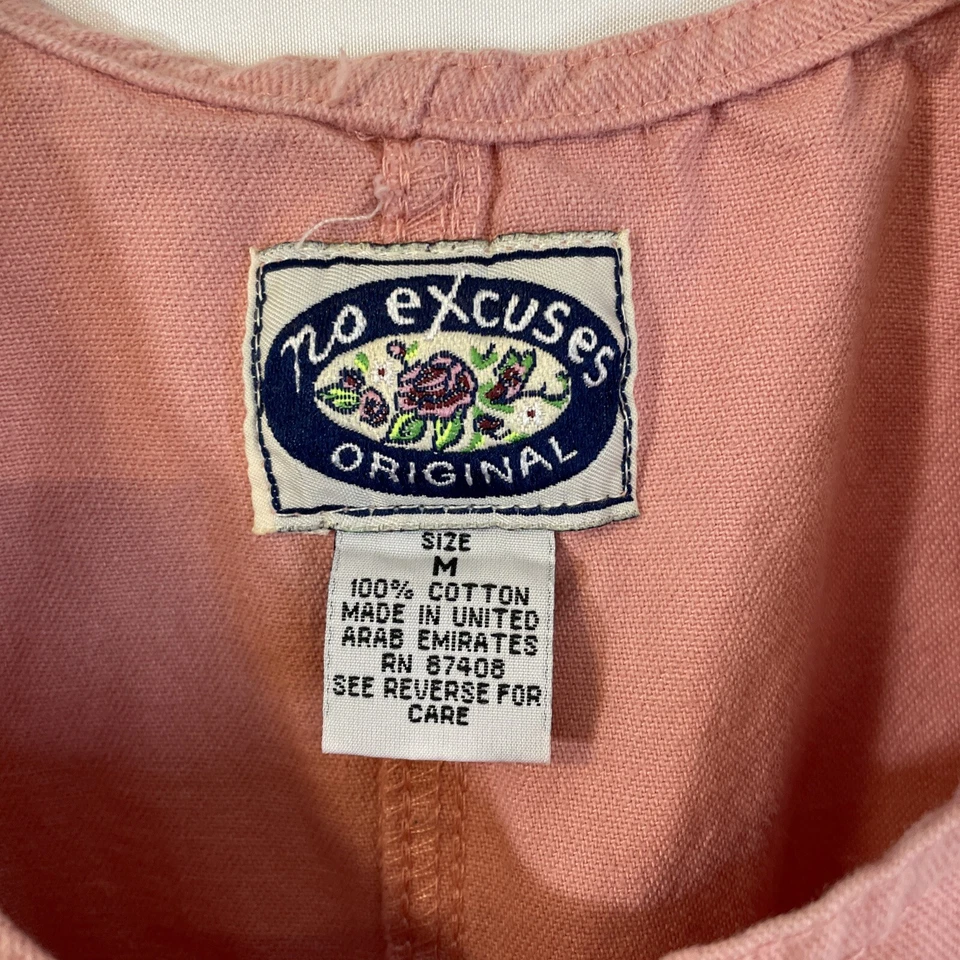 no excuses
ORIGINAL
SIZE
M
100% COTTON
MADE IN UNITED
ARAB EMIRATES
RN 87408
SEE REVERSE FOR
CARE